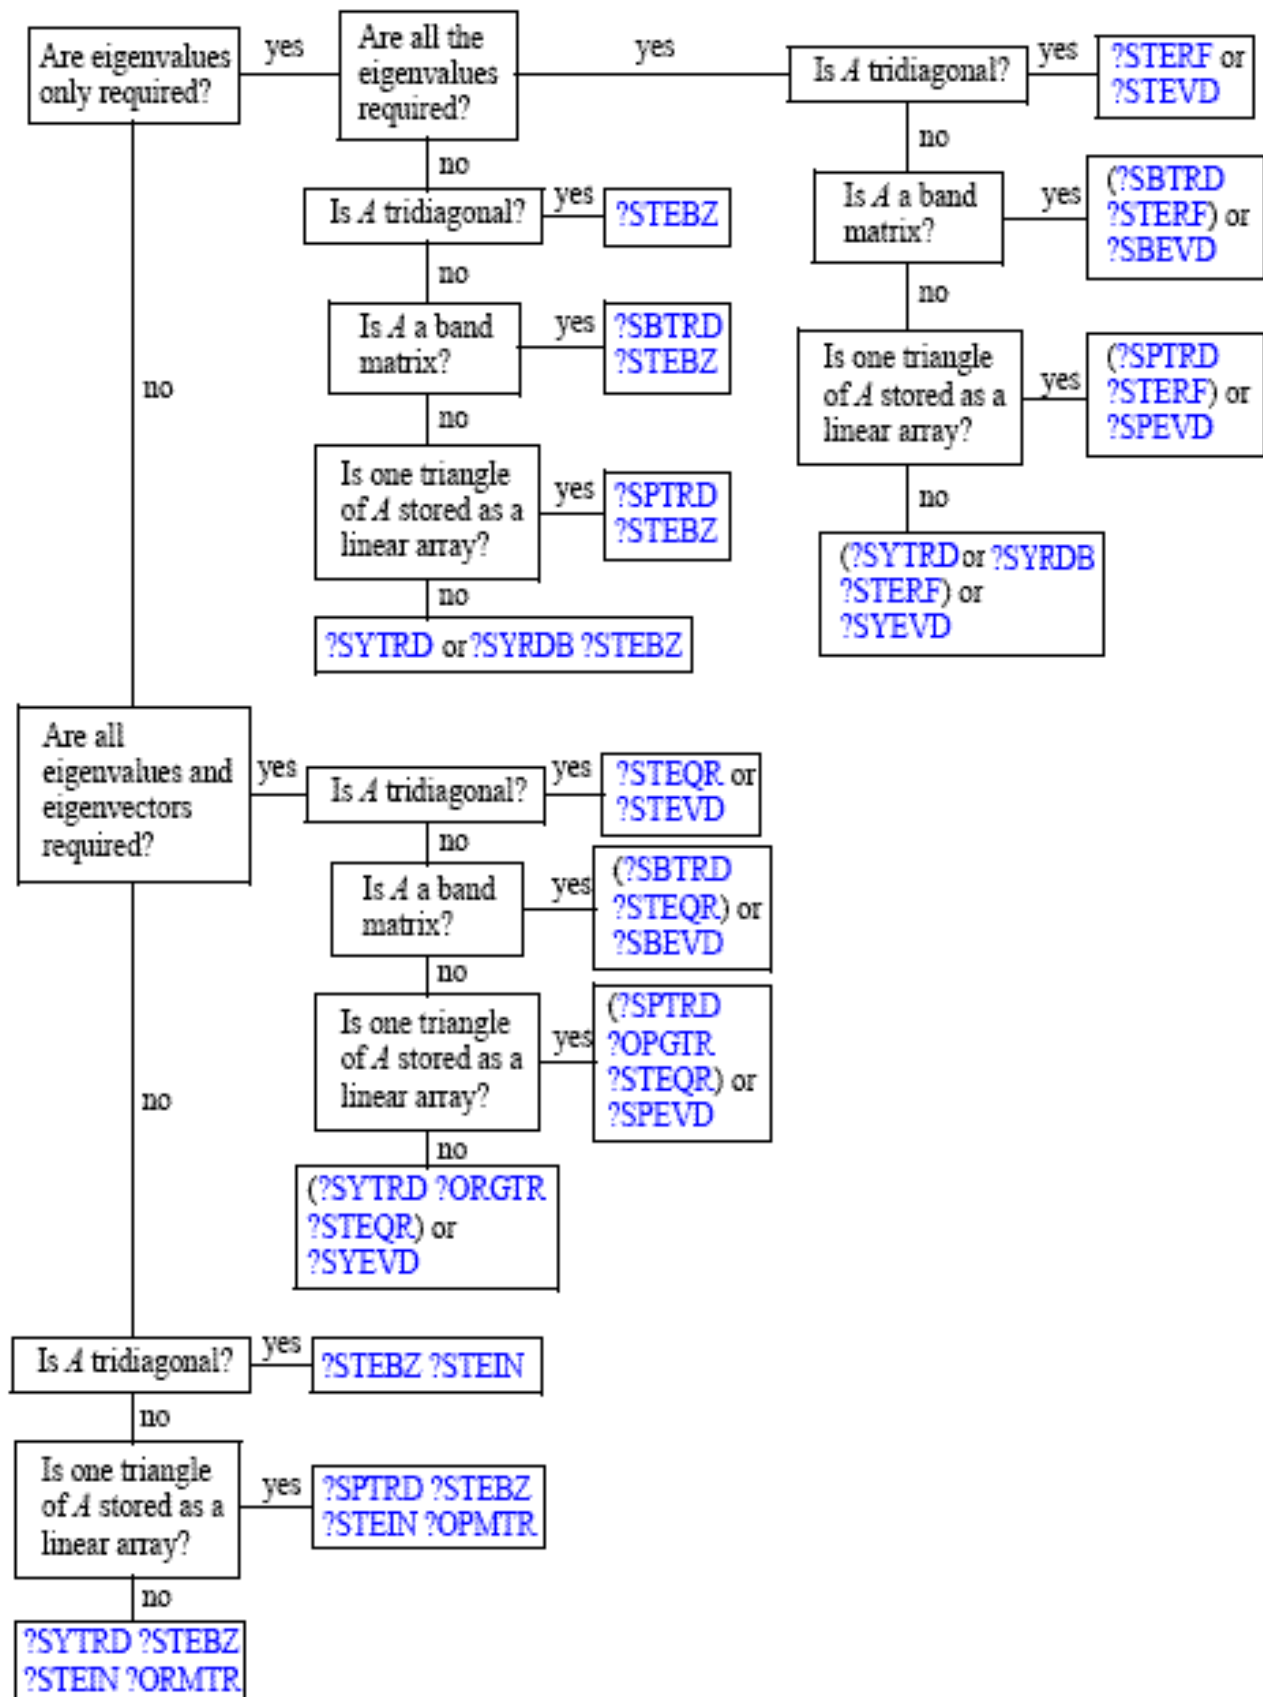 Are eigenvalues
only required?
yes
Are all the
eigenvalues
required?
yes
Is A tridiagonal?
yes
?STERF or
?STEVD
no
Is A a band
matrix?
yes
(?SBTRD
?STERF) or
?SBEVD
no
Is one triangle
of A stored as a
linear array?
yes
(?SPTRD
?STERF) or
?SPEVD
no
(?SYTRD or ?SYRDB
?STERF) or
?SYEVD
no
Is A tridiagonal?
yes
?STEBZ
no
Is A a band
matrix?
yes
?SBTRD
?STEBZ
no
Is one triangle
of A stored as a
linear array?
yes
?SPTRD
?STEBZ
no
?SYTRD or ?SYRDB ?STEBZ
no
Are all
eigenvalues and
eigenvectors
required?
yes
Is A tridiagonal?
yes
?STEQR or
?STEVD
no
Is A a band
matrix?
yes
(?SBTRD
?STEQR) or
?SBEVD
no
Is one triangle
of A stored as a
linear array?
yes
(?SPTRD
?OPGTR
?STEQR) or
?SPEVD
no
(?SYTRD ?ORGTR
?STEQR) or
?SYEVD
no
Is A tridiagonal?
yes
?STEBZ ?STEIN
no
Is one triangle
of A stored as a
linear array?
yes
?SPTRD ?STEBZ
?STEIN ?OPMTR
no
?SYTRD ?STEBZ
?STEIN ?ORMTR